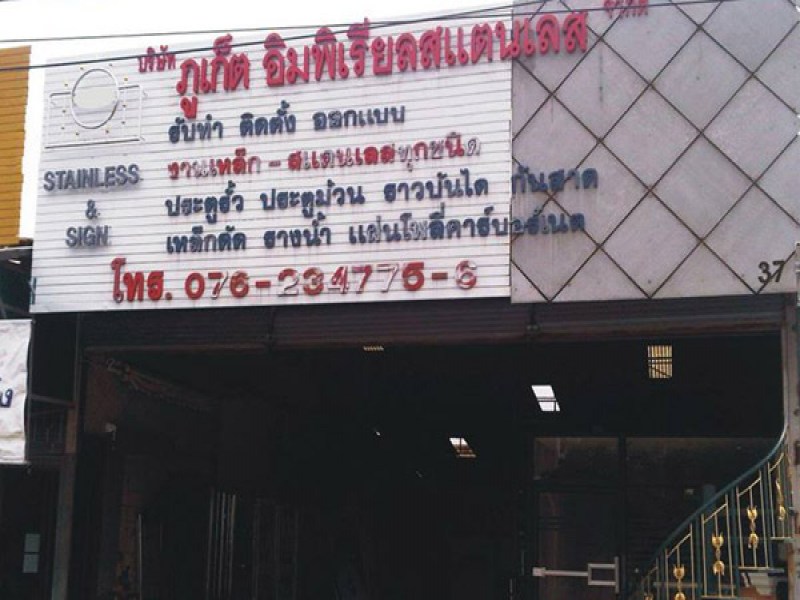 บริษัท ภูเก็ต อิมพีเรียลสแตนเลส จำกัด
รับทำ ติดตั้ง ออกแบบ
งานเหล็ก - สแตนเลสทุกชนิด
ประตูรั้ว ประตูม้วน ราวบันได กันสาด
เหล็กดัด รางน้ำ แผ่นโพลี่คาร์บอร์เนต
โทร. 076-234775-6
STAINLESS
&
SIGN
37